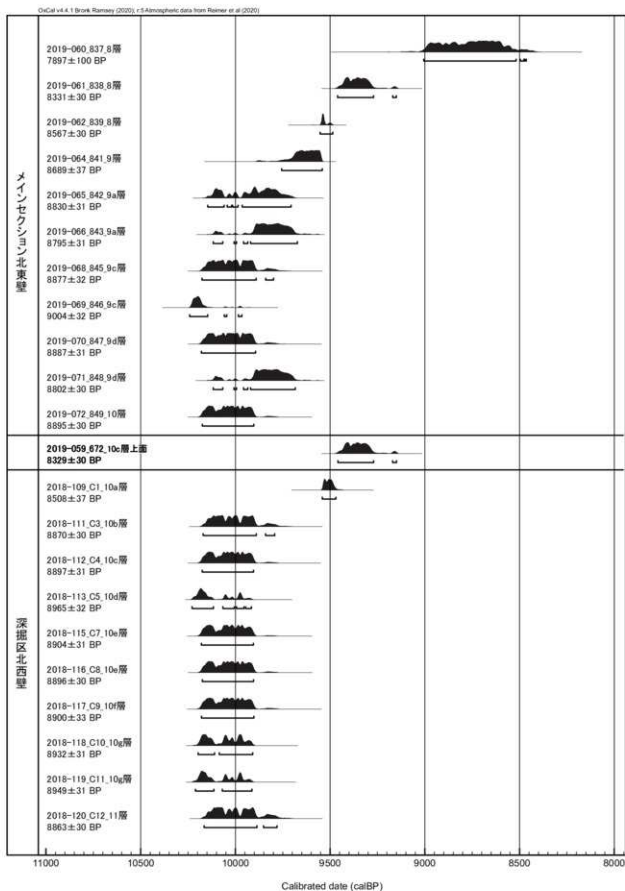 OxCal v4.4.1 Bronk Ramsey (2020); r:5 Atmospheric data from Reimer et al (2020)
メインセクション北東壁
2019-060_837_8層
7897±100 BP
2019-061_838_8層
8331±30 BP
2019-062_839_8層
8567±30 BP
2019-064_841_9層
8689±37 BP
2019-065_842_9a層
8830±31 BP
2019-066_843_9a層
8795±31 BP
2019-068_845_9c層
8877±32 BP
2019-069_846_9c層
9004±32 BP
2019-070_847_9d層
8887±31 BP
2019-071_848_9d層
8802±30 BP
2019-072_849_10層
8895±30 BP
2019-059_672_10c層上面
8329±30 BP
深掘区北西壁
2018-109_C1_10a層
8508±37 BP
2018-111_C3_10b層
8870±30 BP
2018-112_C4_10c層
8897±31 BP
2018-113_C5_10d層
8965±32 BP
2018-115_C7_10e層
8904±31 BP
2018-116_C8_10e層
8896±30 BP
2018-117_C9_10f層
8900±33 BP
2018-118_C10_10g層
8932±31 BP
2018-119_C11_10g層
8949±31 BP
2018-120_C12_11層
8863±30 BP
11000 10500 10000 9500 9000 8500 8000
Calibrated date (calBP)